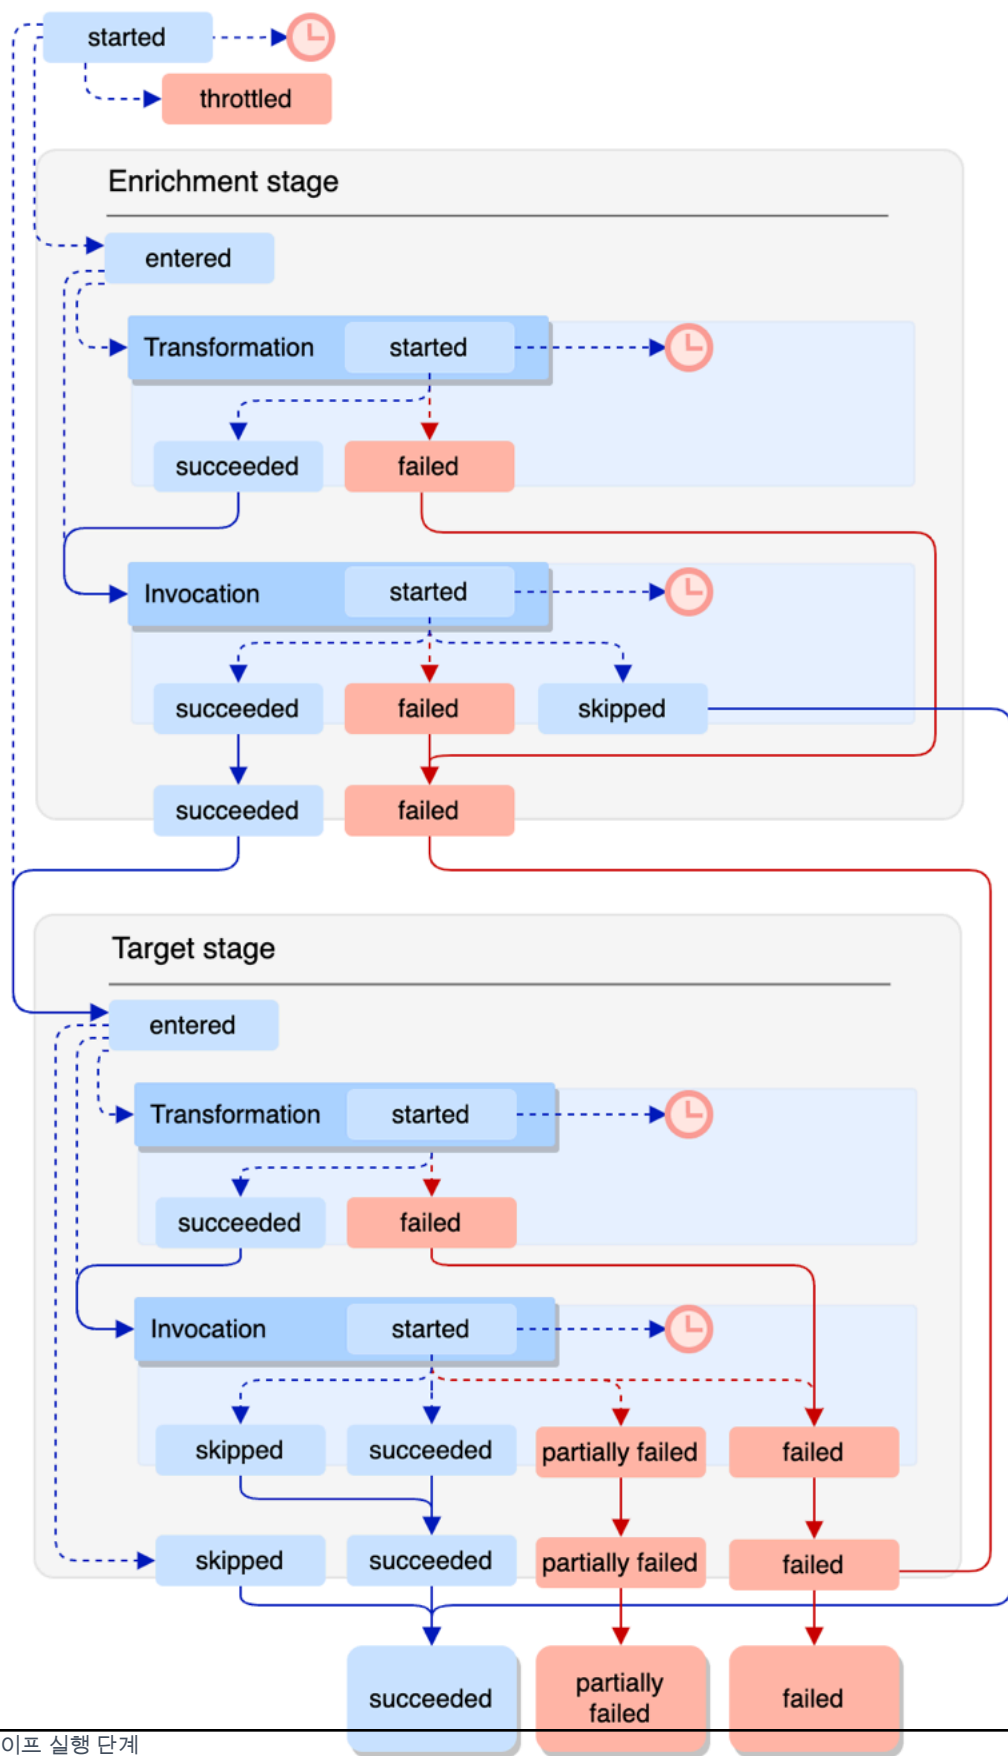 started
throttled
Enrichment stage
entered
Transformation started
succeeded failed
Invocation started
succeeded failed skipped
succeeded failed
Target stage
entered
Transformation started
succeeded failed
Invocation started
skipped succeeded partially failed failed
skipped succeeded partially failed failed
succeeded
partially
failed
failed
이프 실행 단계